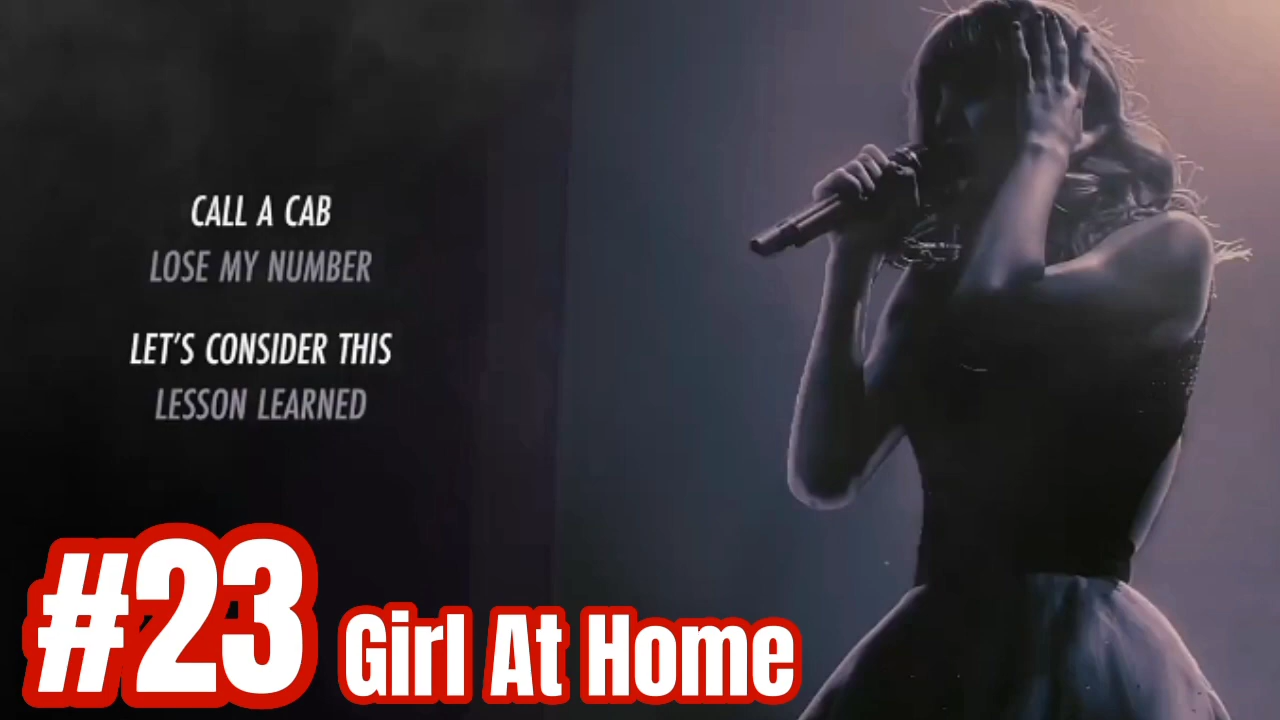 CALL A CAB
LOSE MY NUMBER
LET'S CONSIDER THIS
LESSON LEARNED
#23 Girl At Home